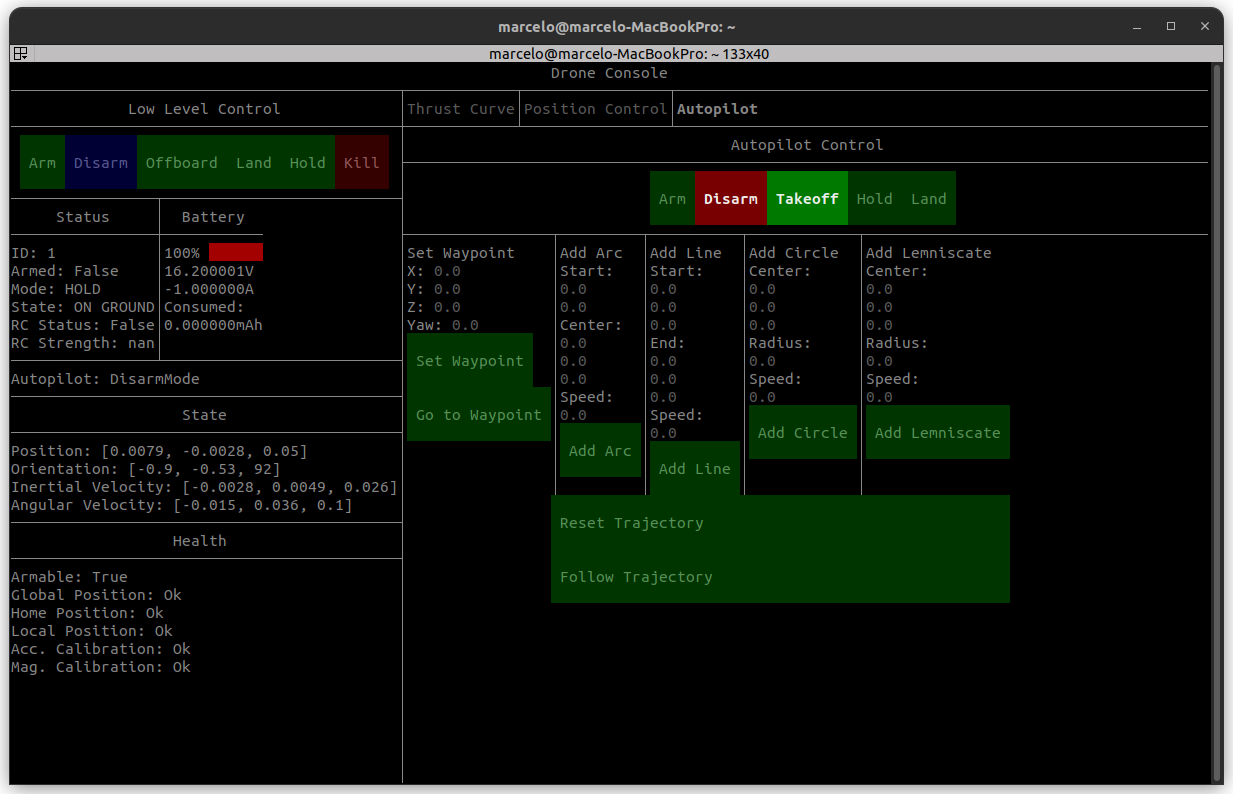 marcelo@marcelo-MacBookPro: ~
marcelo@marcelo-MacBookPro: ~ 133x40
Drone Console
Low Level Control
Arm Disarm Offboard Land Hold Kill
Status
ID: 1
Armed: False
Mode: HOLD
State: ON GROUND
RC Status: False
RC Strength: nan
Battery
100%
16.200001V
-1.000000A
Consumed:
0.000000mAh
Autopilot: DisarmMode
State
Position: [0.0079, -0.0028, 0.05]
Orientation: [-0.9, -0.53, 92]
Inertial Velocity: [-0.0028, 0.0049, 0.026]
Angular Velocity: [-0.015, 0.036, 0.1]
Health
Armable: True
Global Position: Ok
Home Position: Ok
Local Position: Ok
Acc. Calibration: Ok
Mag. Calibration: Ok
Thrust Curve Position Control Autopilot
Autopilot Control
Arm Disarm Takeoff Hold Land
Set Waypoint
X: 0.0
Y: 0.0
Z: 0.0
Yaw: 0.0
Set Waypoint
Go to Waypoint
Add Arc
Start:
0.0
0.0
0.0
Center:
0.0
0.0
0.0
Speed:
0.0
Add Arc
Add Line
Start:
0.0
0.0
0.0
End:
0.0
0.0
0.0
Speed:
0.0
Add Line
Add Circle
Center:
0.0
0.0
0.0
Radius:
0.0
Speed:
0.0
Add Circle
Add Lemniscate
Center:
0.0
0.0
0.0
Radius:
0.0
Speed:
0.0
Add Lemniscate
Reset Trajectory
Follow Trajectory